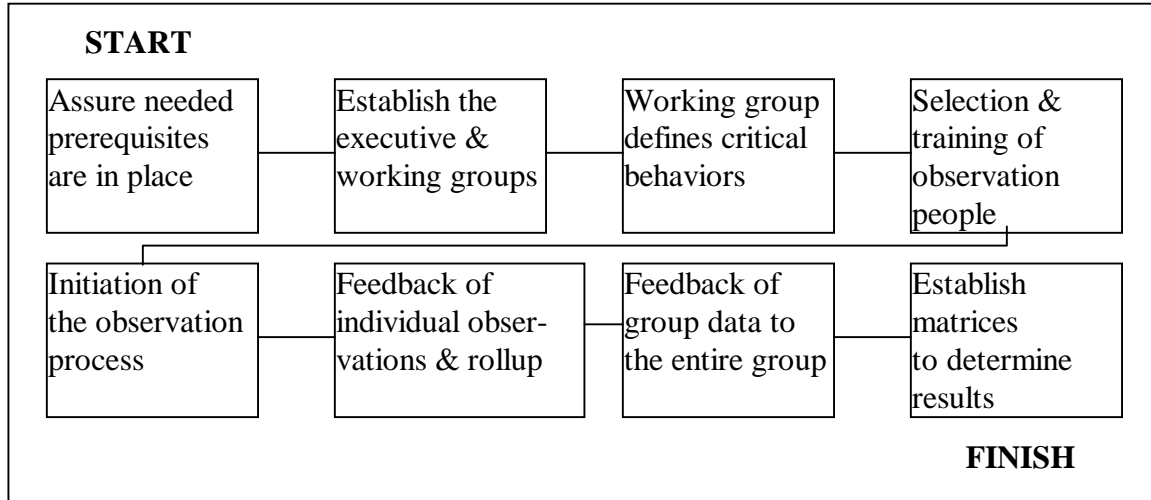 START
Assure needed
prerequisites
are in place
Establish the
executive &
working groups
Working group
defines critical
behaviors
Selection &
training of
observation
people
Initiation of
the observation
process
Feedback of
individual obser-
vations & rollup
Feedback of
group data to
the entire group
Establish
matrices
to determine
results
FINISH